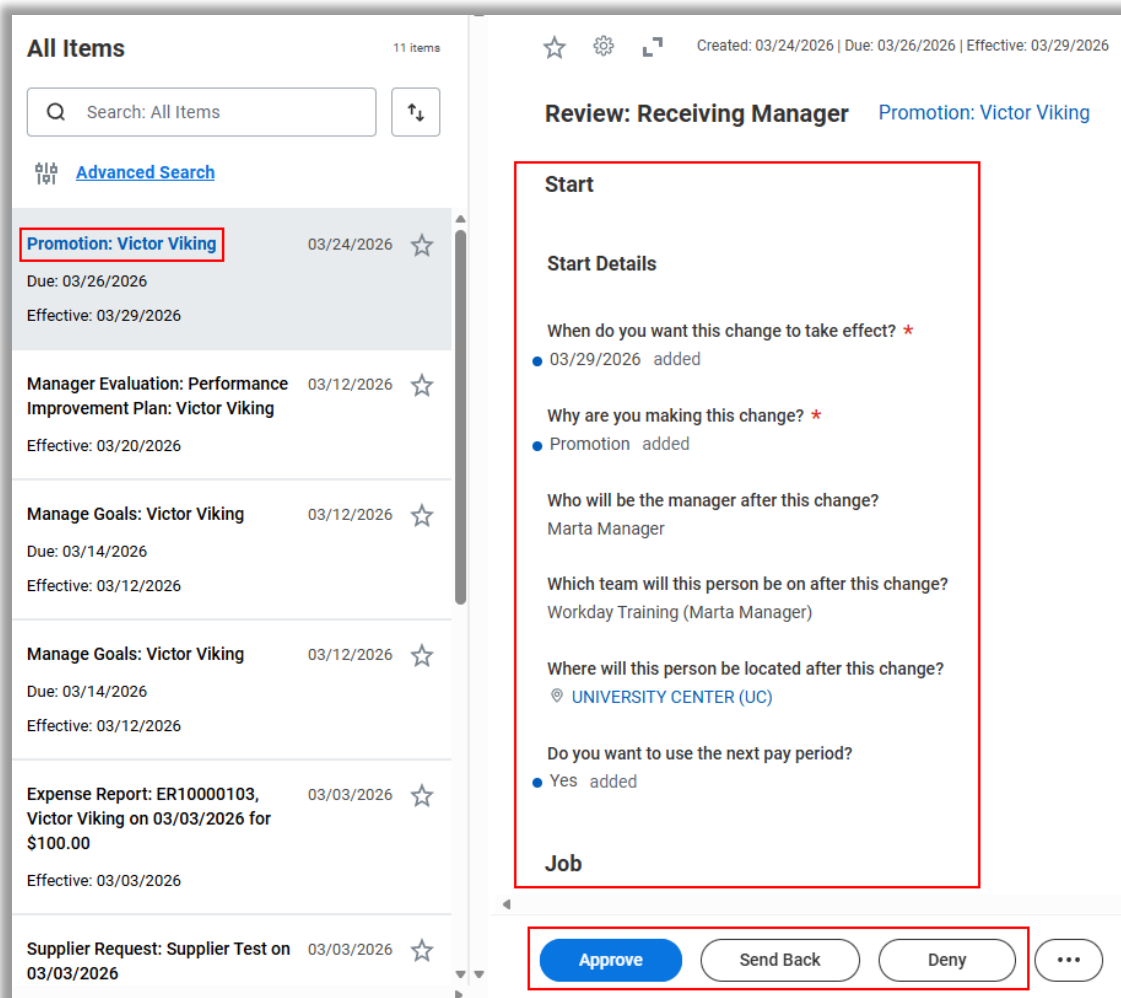 All Items
11 items
Search: All Items
Advanced Search
Promotion: Victor Viking
03/24/2026
Due: 03/26/2026
Effective: 03/29/2026
Manager Evaluation: Performance
03/12/2026
Improvement Plan: Victor Viking
Effective: 03/20/2026
Manage Goals: Victor Viking
03/12/2026
Due: 03/14/2026
Effective: 03/12/2026
Manage Goals: Victor Viking
03/12/2026
Due: 03/14/2026
Effective: 03/12/2026
Expense Report: ER10000103,
03/03/2026
Victor Viking on 03/03/2026 for
$100.00
Effective: 03/03/2026
Supplier Request: Supplier Test on
03/03/2026
03/03/2026
Created: 03/24/2026 | Due: 03/26/2026 | Effective: 03/29/2026
Review: Receiving Manager
Promotion: Victor Viking
Start
Start Details
When do you want this change to take effect? *
03/29/2026 added
Why are you making this change? *
Promotion added
Who will be the manager after this change?
Marta Manager
Which team will this person be on after this change?
Workday Training (Marta Manager)
Where will this person be located after this change?
UNIVERSITY CENTER (UC)
Do you want to use the next pay period?
Yes added
Job
Approve
Send Back
Deny